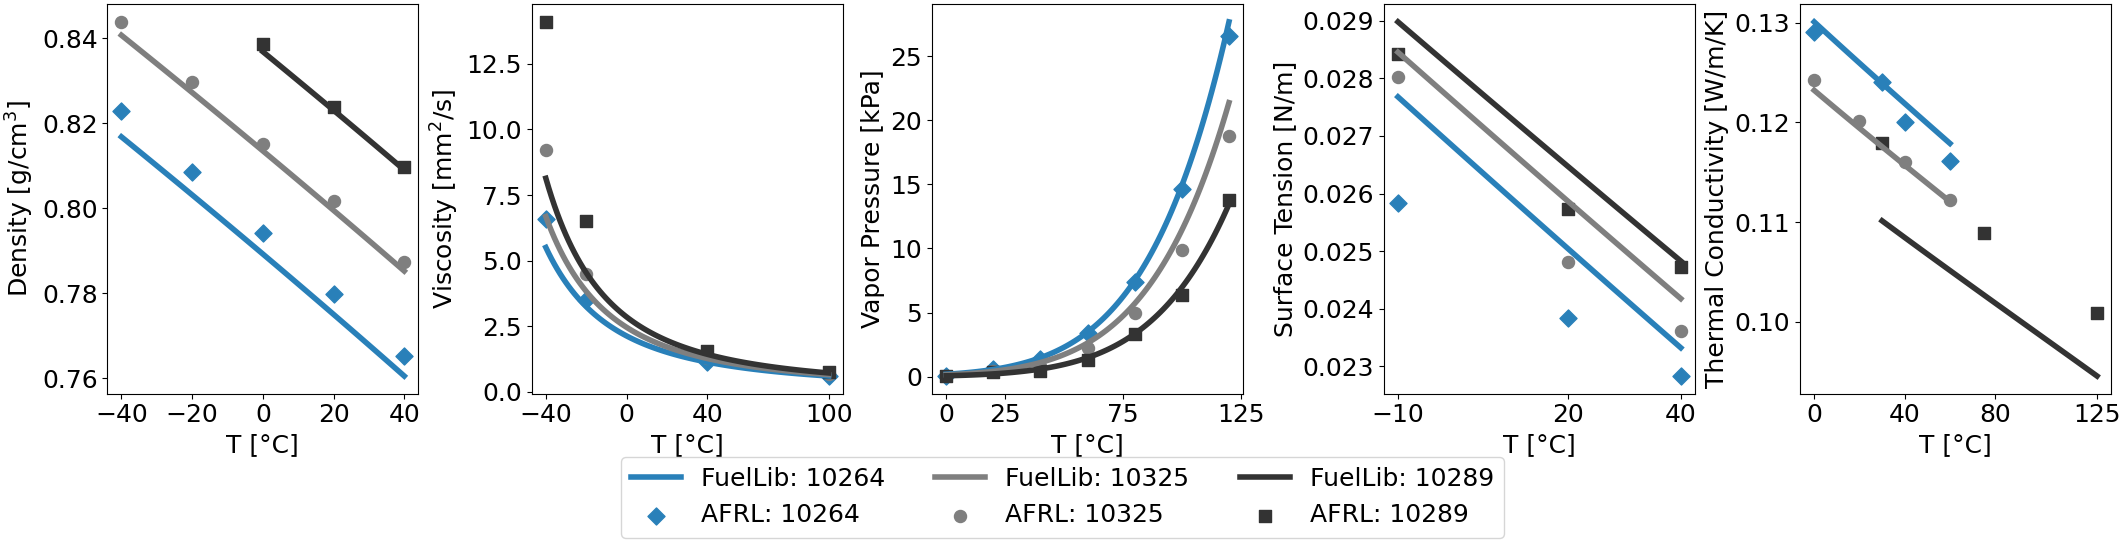 Density [g/cm³]
0.84
0.82
0.80
0.78
0.76
−40 −20 0 20 40
T [°C]
Viscosity [mm²/s]
12.5
10.0
7.5
5.0
2.5
0.0
−40 0 40 100
T [°C]
Vapor Pressure [kPa]
25
20
15
10
5
0
0 25 75 125
T [°C]
Surface Tension [N/m]
0.029
0.028
0.027
0.026
0.025
0.024
0.023
−10 20 40
T [°C]
Thermal Conductivity [W/m/K]
0.13
0.12
0.11
0.10
0 40 80 125
T [°C]
FuelLib: 10264 FuelLib: 10325 FuelLib: 10289
AFRL: 10264 AFRL: 10325 AFRL: 10289